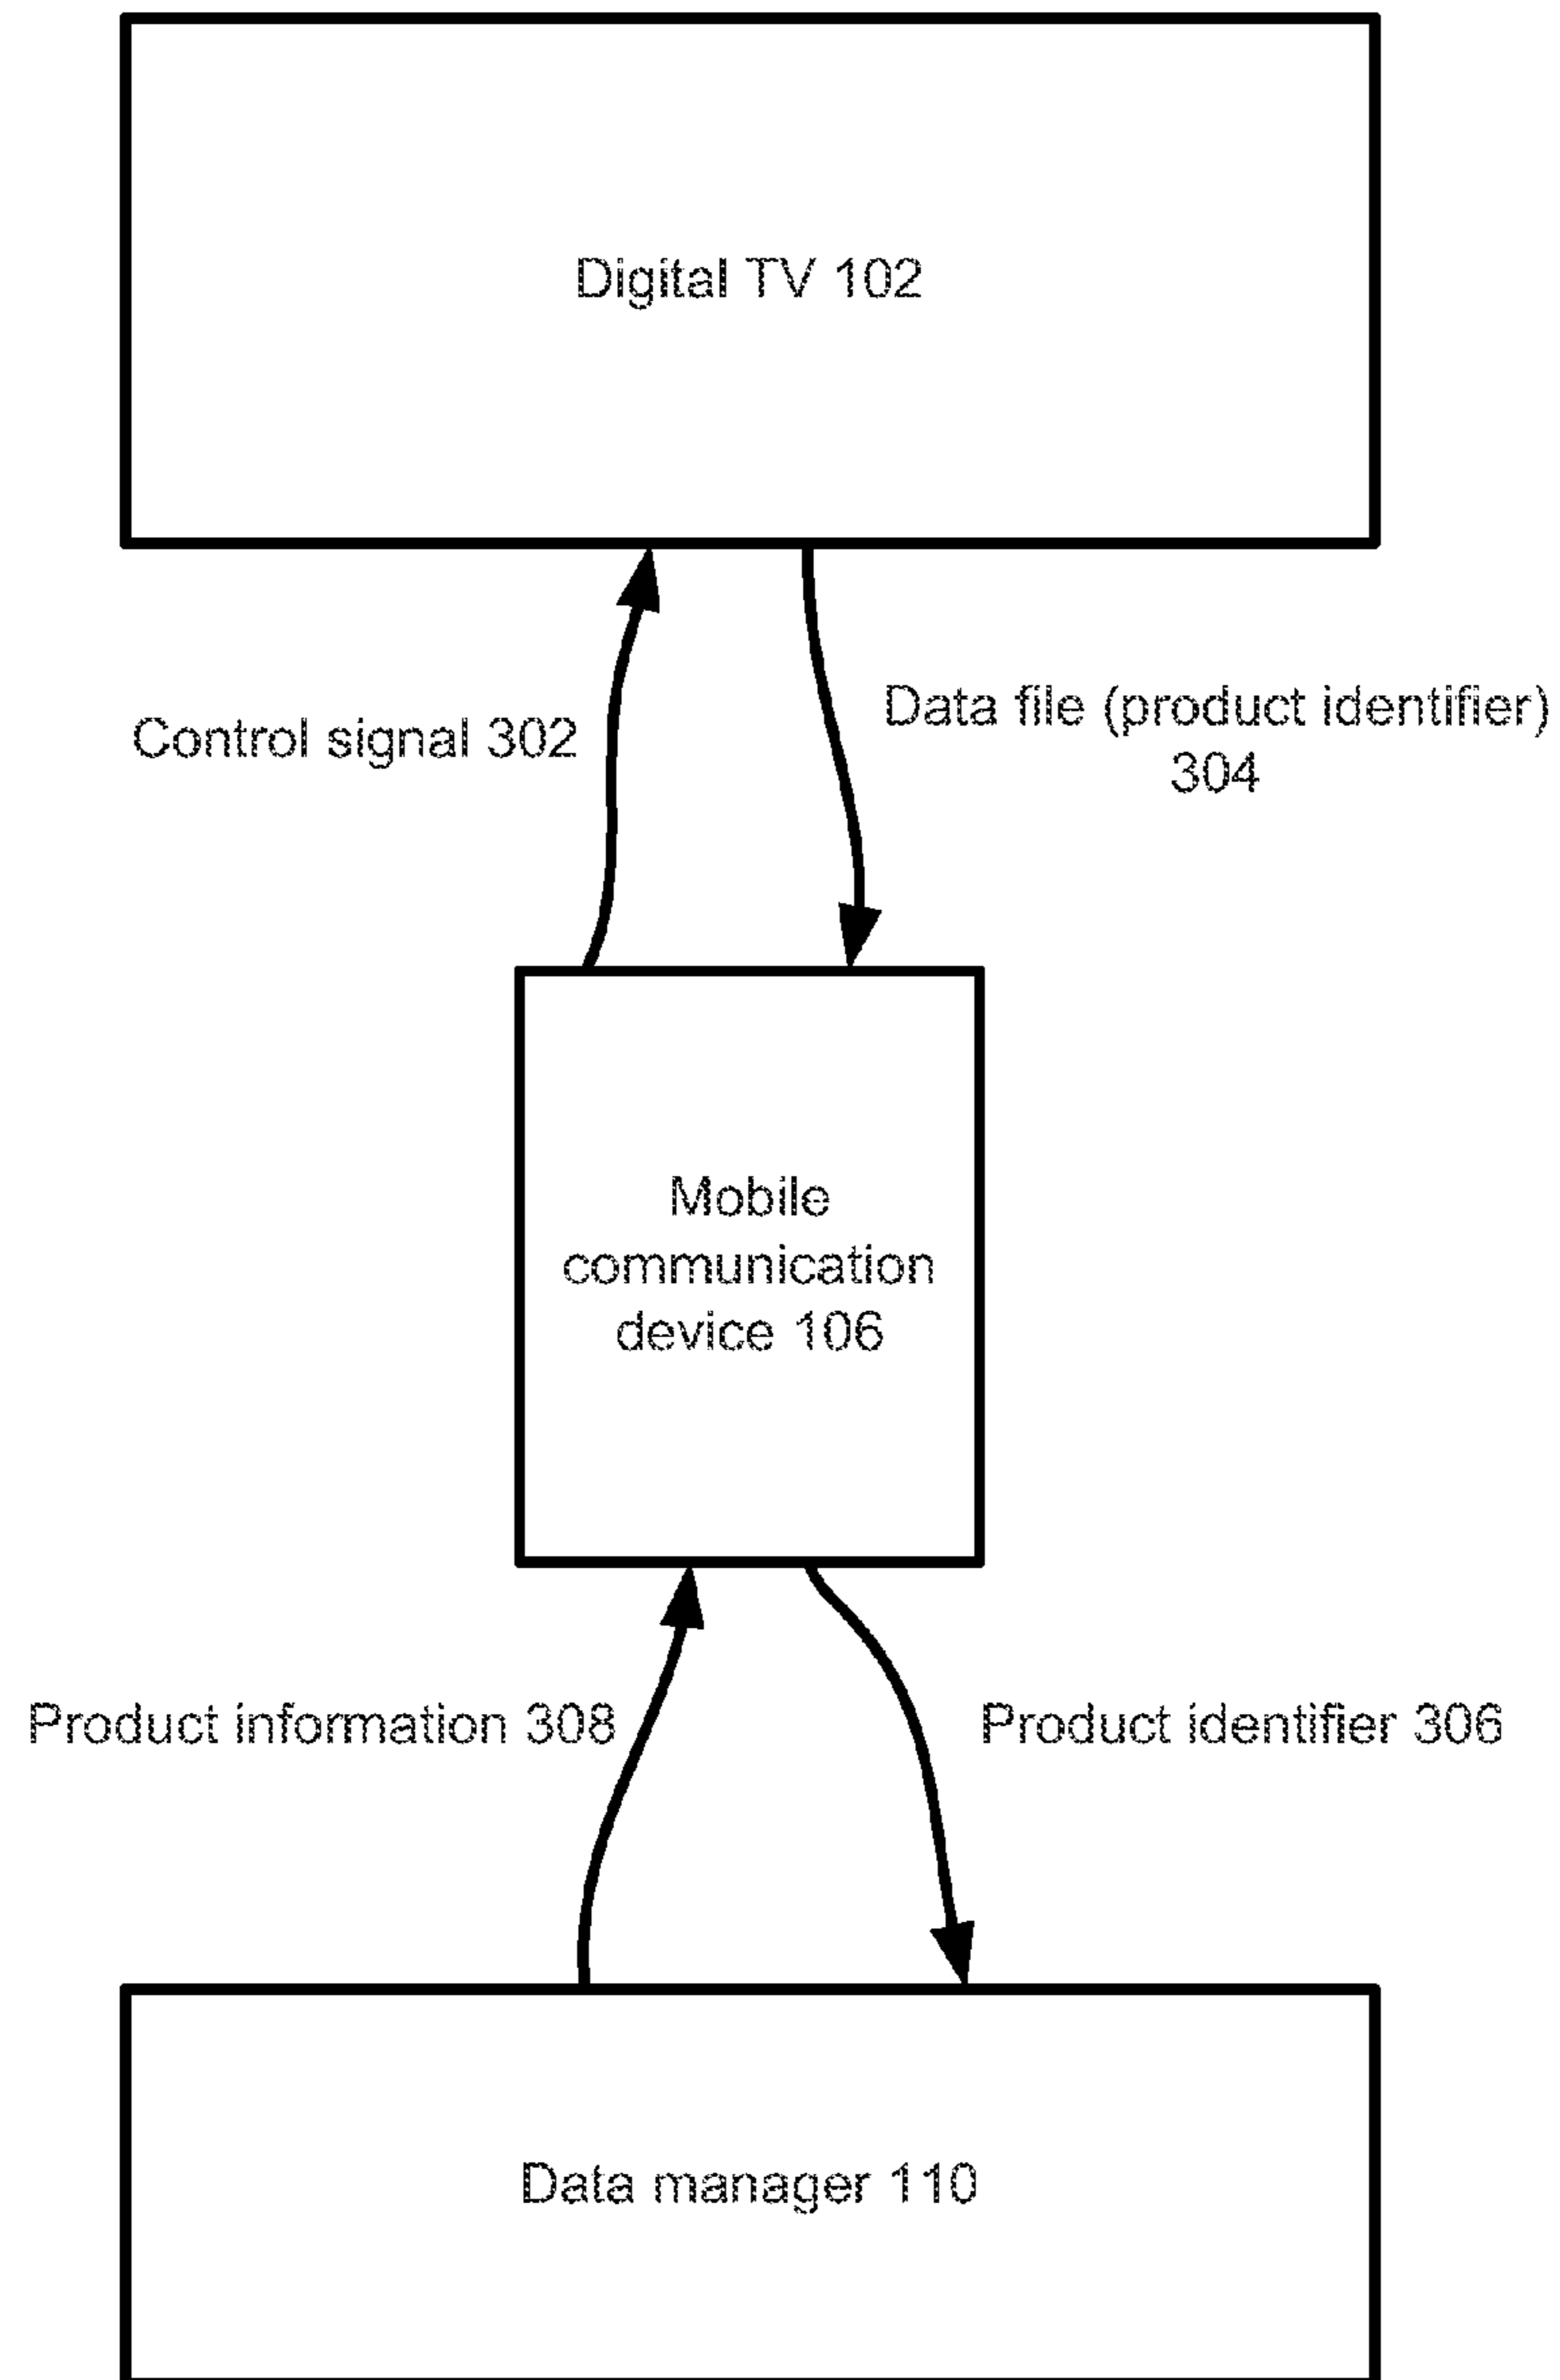 Digital TV 102
Control signal 302
Data file (product identifier)
304
Mobile
communication
device 106
Product information 308
Product identifier 306
Data manager 110